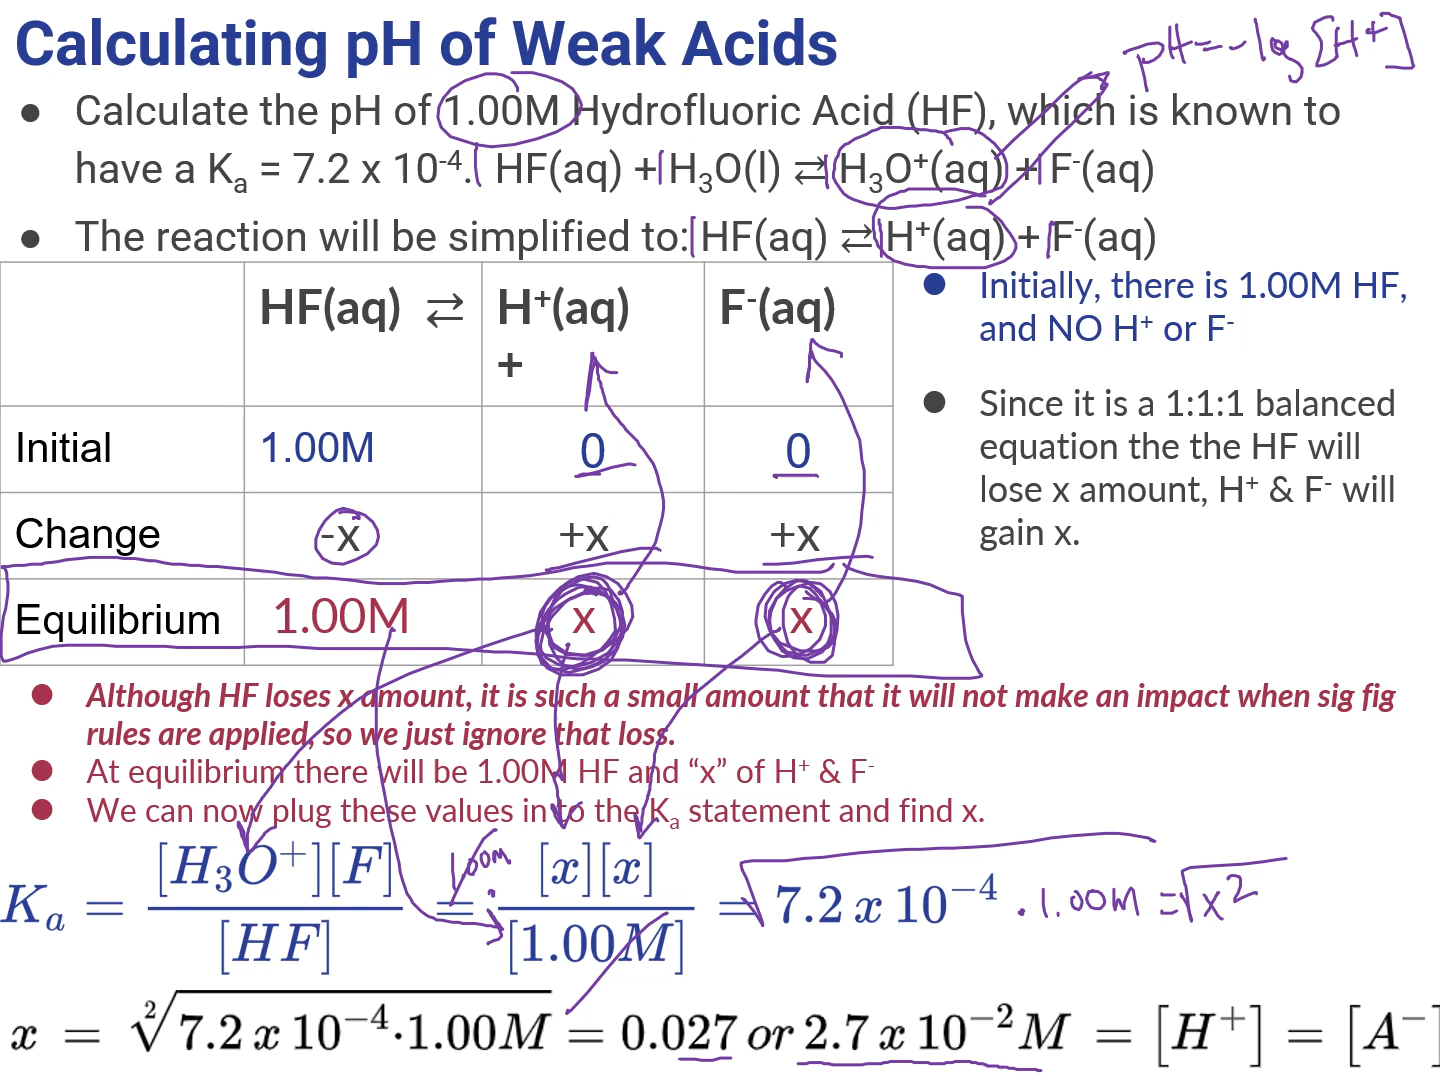 Calculating pH of Weak Acids
pH = -log [H+]
● Calculate the pH of 1.00M Hydrofluoric Acid (HF), which is known to
have a Ka = 7.2 x 10-4. HF(aq) + H3O(l) ⇄ H3O+(aq) + F-(aq)
● The reaction will be simplified to: HF(aq) ⇄ H+(aq) + F-(aq)
HF(aq) ⇄ H+(aq) + F-(aq)
Initial 1.00M 0 0
Change -x +x +x
Equilibrium 1.00M x x
● Initially, there is 1.00M HF,
and NO H+ or F-
● Since it is a 1:1:1 balanced
equation the the HF will
lose x amount, H+ & F- will
gain x.
● Although HF loses x amount, it is such a small amount that it will not make an impact when sig fig
rules are applied, so we just ignore that loss.
● At equilibrium there will be 1.00M HF and “x” of H+ & F-
● We can now plug these values in to the Ka statement and find x.
Ka = [H3O+][F] / [HF] = 1.00M · [x][x] / [1.00M] = 7.2 x 10−4 · 1.00M = √x2
x = 2√7.2 x 10−4·1.00M = 0.027 or 2.7 x 10−2 M = [H+] = [A−]